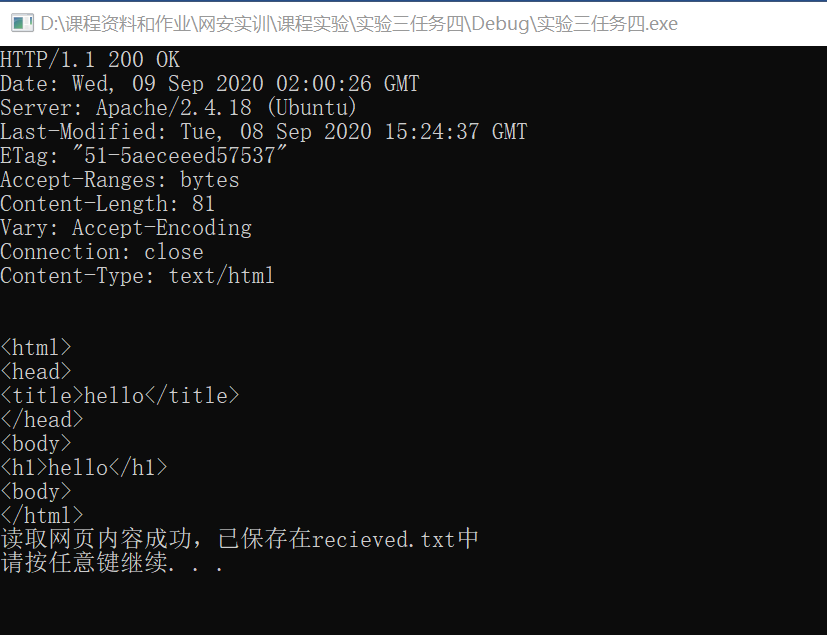 D:\课程资料和作业\网安实训\课程实验\实验三任务四\Debug\实验三任务四.exe
HTTP/1.1 200 OK
Date: Wed, 09 Sep 2020 02:00:26 GMT
Server: Apache/2.4.18 (Ubuntu)
Last-Modified: Tue, 08 Sep 2020 15:24:37 GMT
ETag: "51-5aeceeed57537"
Accept-Ranges: bytes
Content-Length: 81
Vary: Accept-Encoding
Connection: close
Content-Type: text/html
<html>
<head>
<title>hello</title>
</head>
<body>
<h1>hello</h1>
<body>
</html>
读取网页内容成功，已保存在recieved.txt中
请按任意键继续. . .